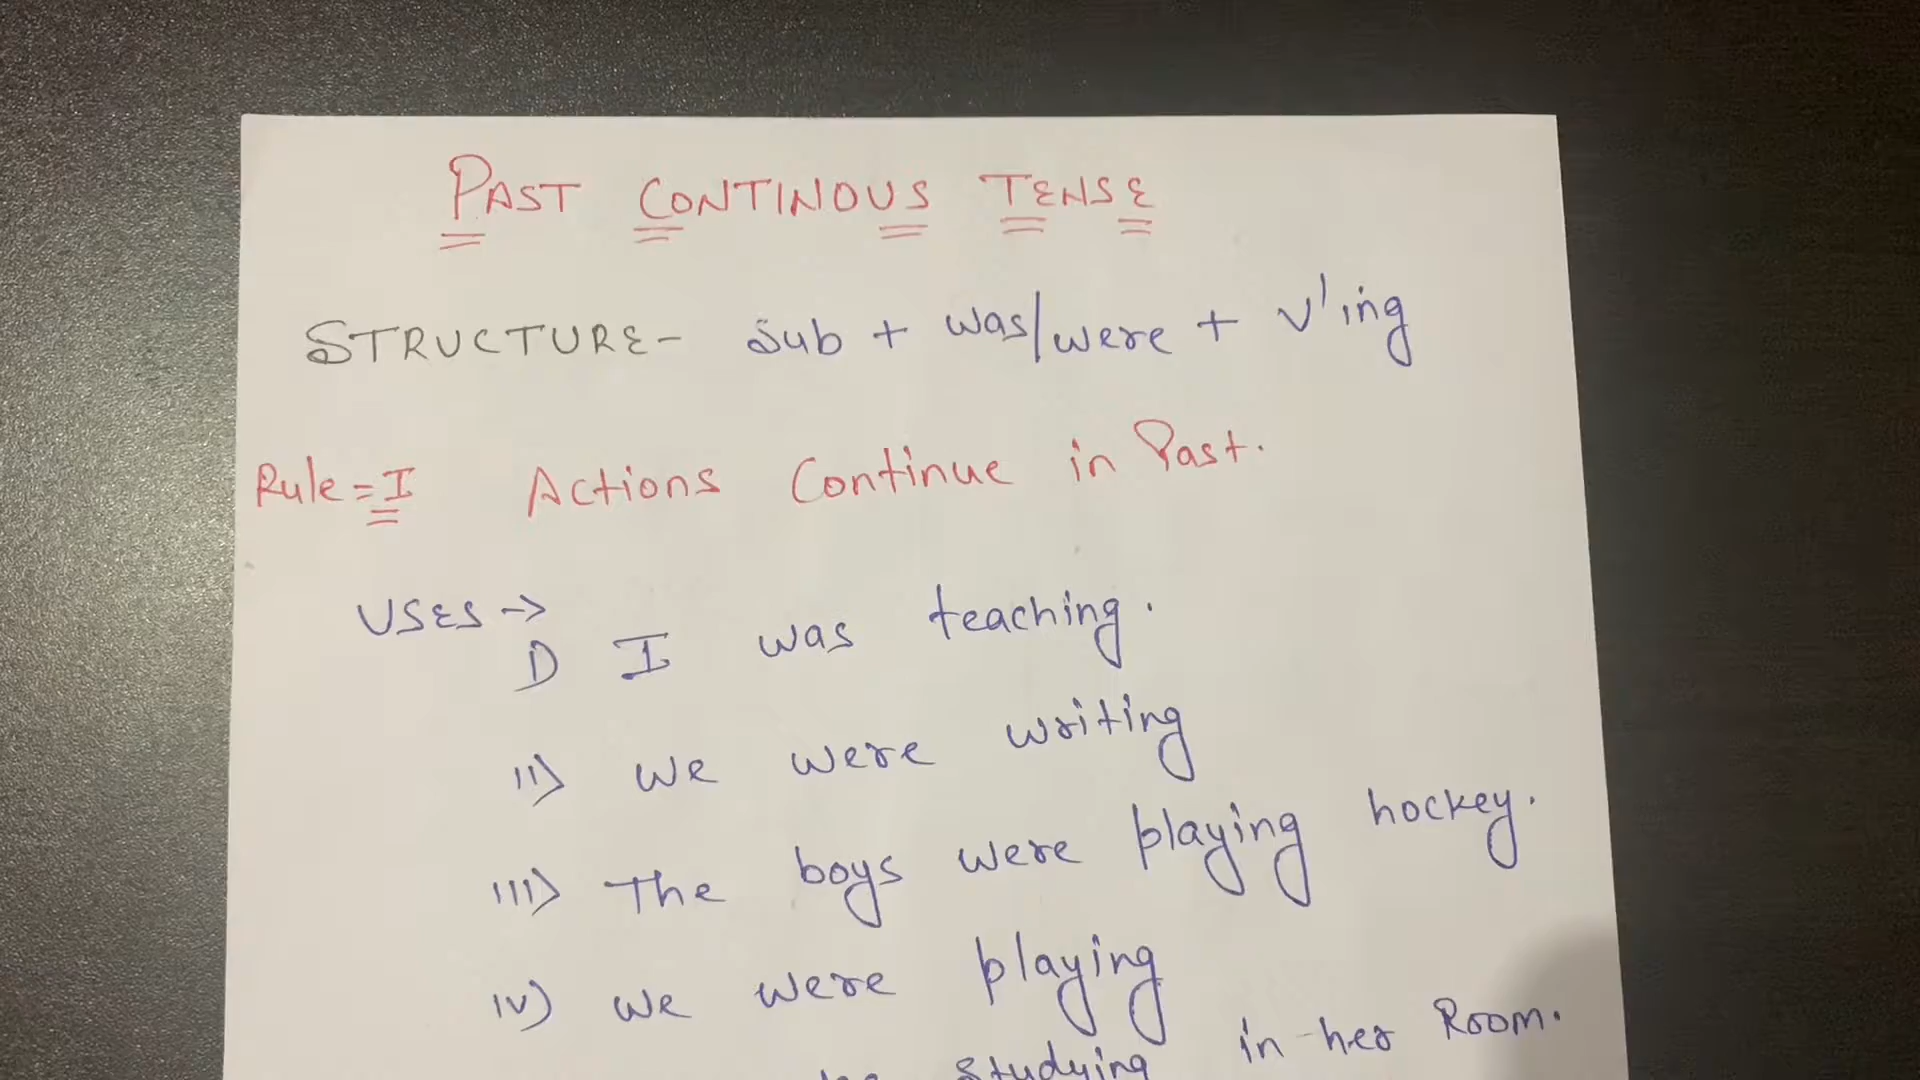 PAST CONTINOUS TENSE
STRUCTURE- Sub + was/were + v'ing
Rule=I Actions Continue in Past.
USES →
I) I was teaching.
II) We were writing
III) The boys were playing hockey.
IV) We were playing
studying in her Room.